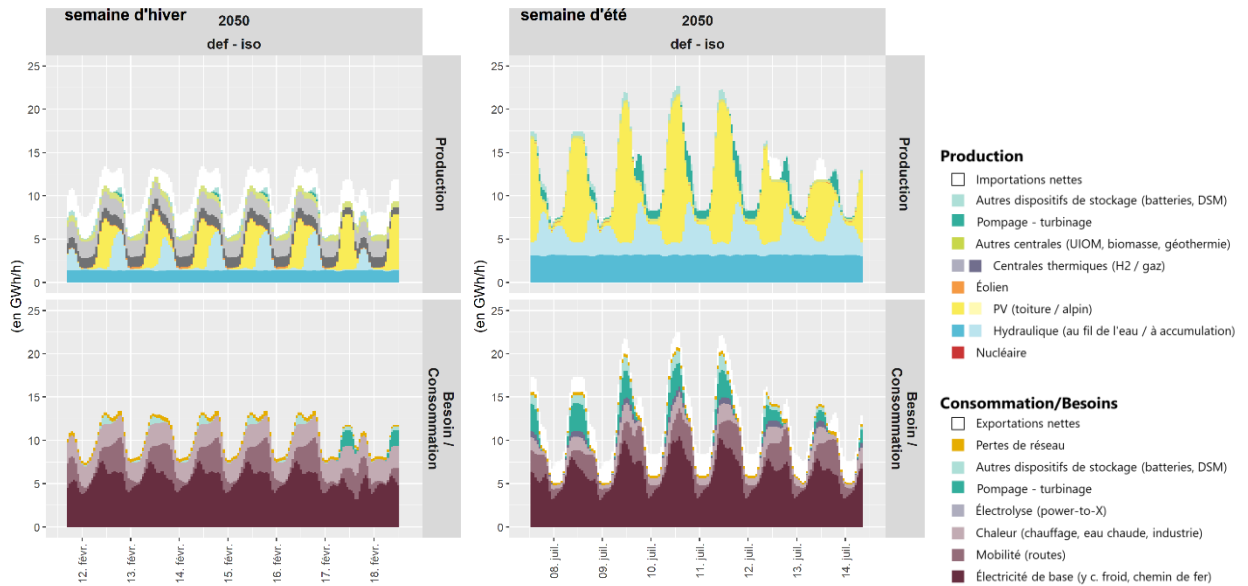 semaine d'hiver
2050
def - iso
semaine d'été
2050
def - iso
(en GW/h/h)
25
20
15
10
5
0
Production
(en GW/h/h)
25
20
15
10
5
0
Production
(en GW/h/h)
25
20
15
10
5
0
Besoin /
Consommation
12. févr.
13. févr.
14. févr.
15. févr.
16. févr.
17. févr.
18. févr.
(en GW/h/h)
25
20
15
10
5
0
Besoin /
Consommation
08. juil.
09. juil.
10. juil.
11. juil.
12. juil.
13. juil.
14. juil.
Production
Importations nettes
Autres dispositifs de stockage (batteries, DSM)
Pompage - turbinage
Autres centrales (UIOM, biomasse, géothermie)
Centrales thermiques (H2 / gaz)
Éolien
PV (toiture / alpin)
Hydraulique (au fil de l'eau / à accumulation)
Nucléaire
Consommation/Besoins
Exportations nettes
Pertes de réseau
Autres dispositifs de stockage (batteries, DSM)
Pompage - turbinage
Électrolyse (power-to-X)
Chaleur (chauffage, eau chaude, industrie)
Mobilité (routes)
Électricité de base (y c. froid, chemin de fer)